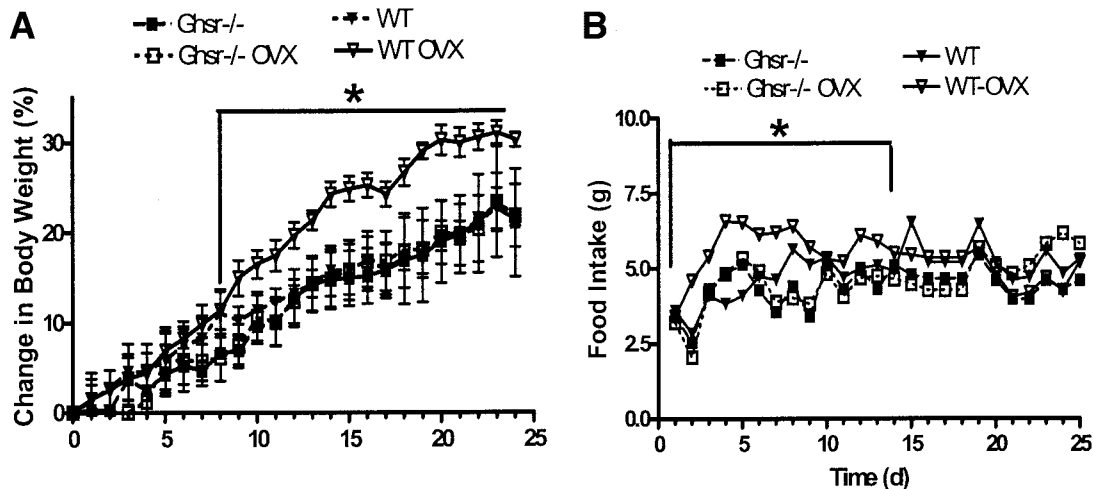 A
Ghsr-/-
WT
Ghsr-/- OVX
WT OVX
*
Change in Body Weight (%)
30
20
10
0
0
5
10
15
20
25
B
Ghsr-/-
WT
Ghsr-/- OVX
WT-OVX
*
Food Intake (g)
10.0
7.5
5.0
2.5
0.0
0
5
10
15
20
25
Time (d)